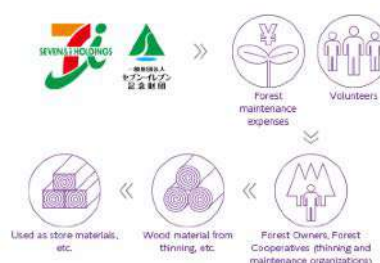 SEVEN&i HOLDINGS
一般財団法人
セブン-イレブン
記念財団
¥
Forest
maintenance
expenses
Volunteers
Used as store materials,
etc.
Wood material from
thinning, etc.
Forest Owners, Forest
Cooperatives (thinning and
maintenance organizations)